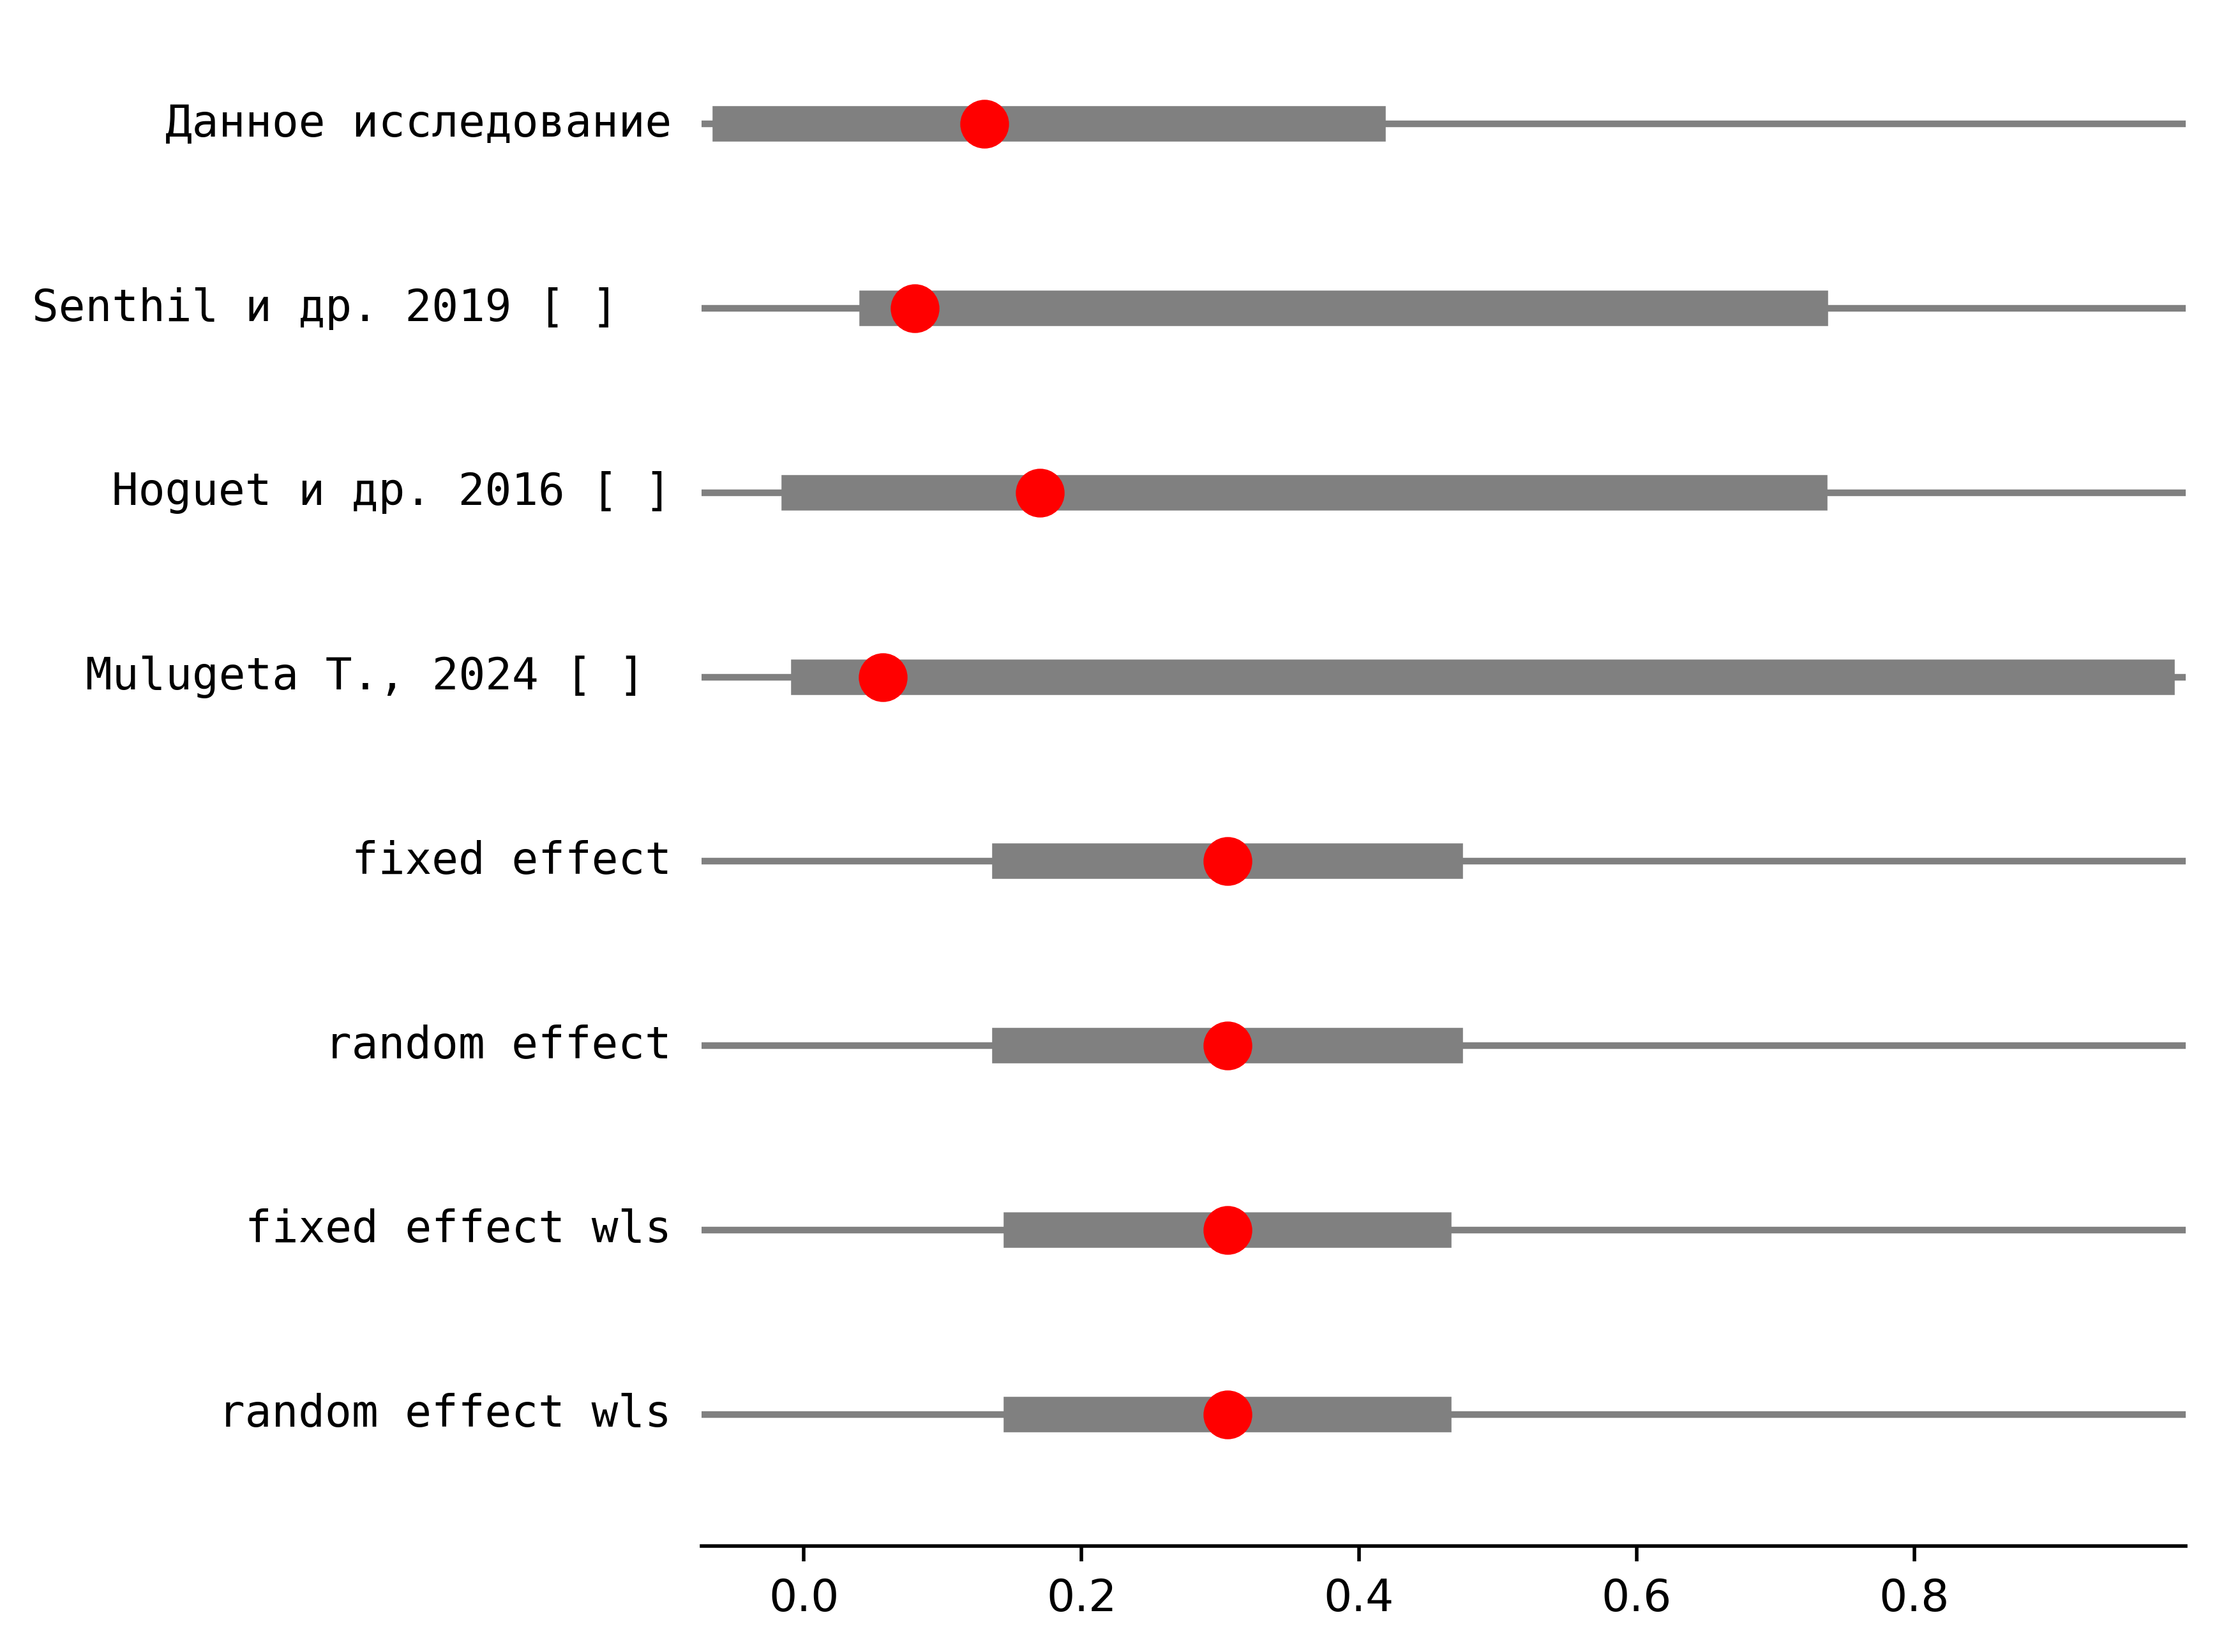 Данное исследование
Senthil и др. 2019 [ ]
Hoguet и др. 2016 [ ]
Mulugeta T., 2024 [ ]
fixed effect
random effect
fixed effect wls
random effect wls
0.0 0.2 0.4 0.6 0.8